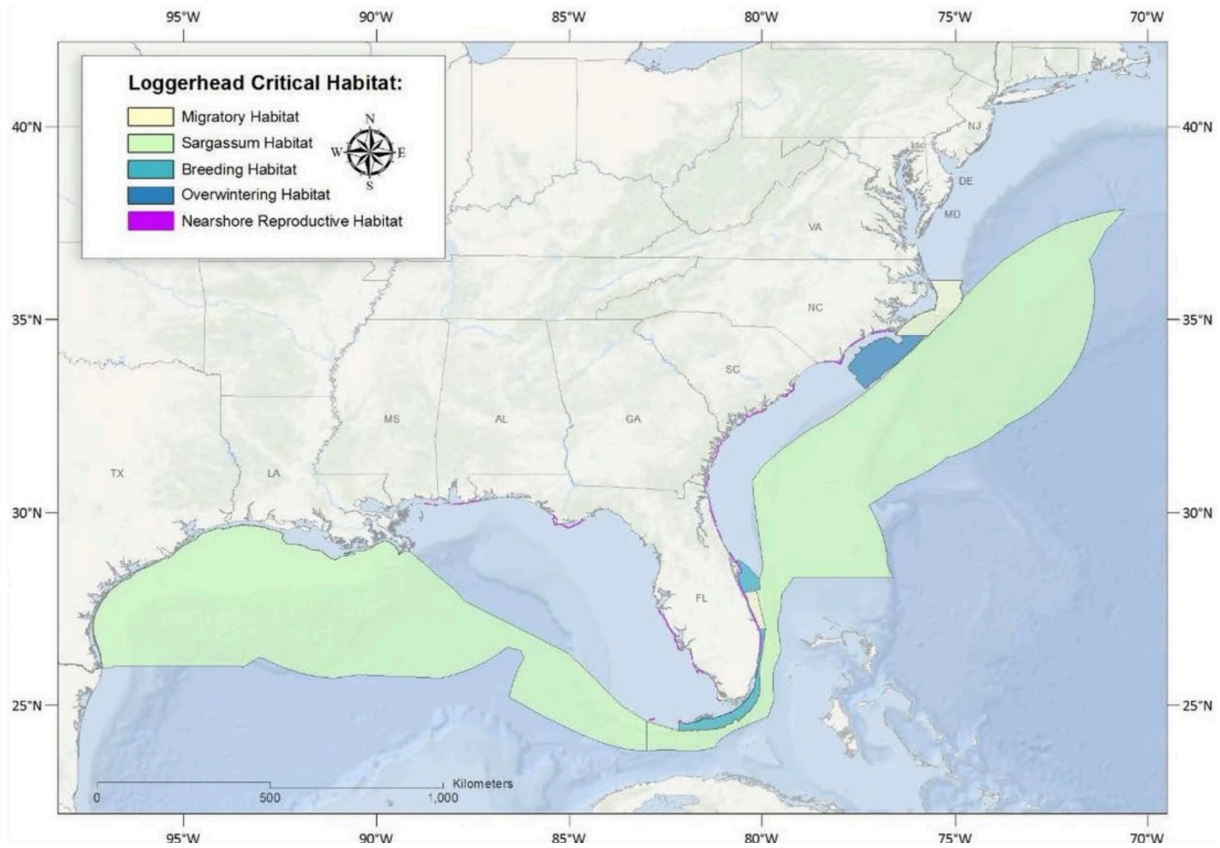 95°W 90°W 85°W 80°W 75°W 70°W
Loggerhead Critical Habitat:
Migratory Habitat
Sargassum Habitat
Breeding Habitat
Overwintering Habitat
Nearshore Reproductive Habitat
N
W E
S
40°N 40°N
NJ
DE
MD
VA
35°N 35°N
NC
SC
MS AL GA
TX LA
30°N 30°N
FL
25°N 25°N
Kilometers
0 500 1,000
95°W 90°W 85°W 80°W 75°W 70°W